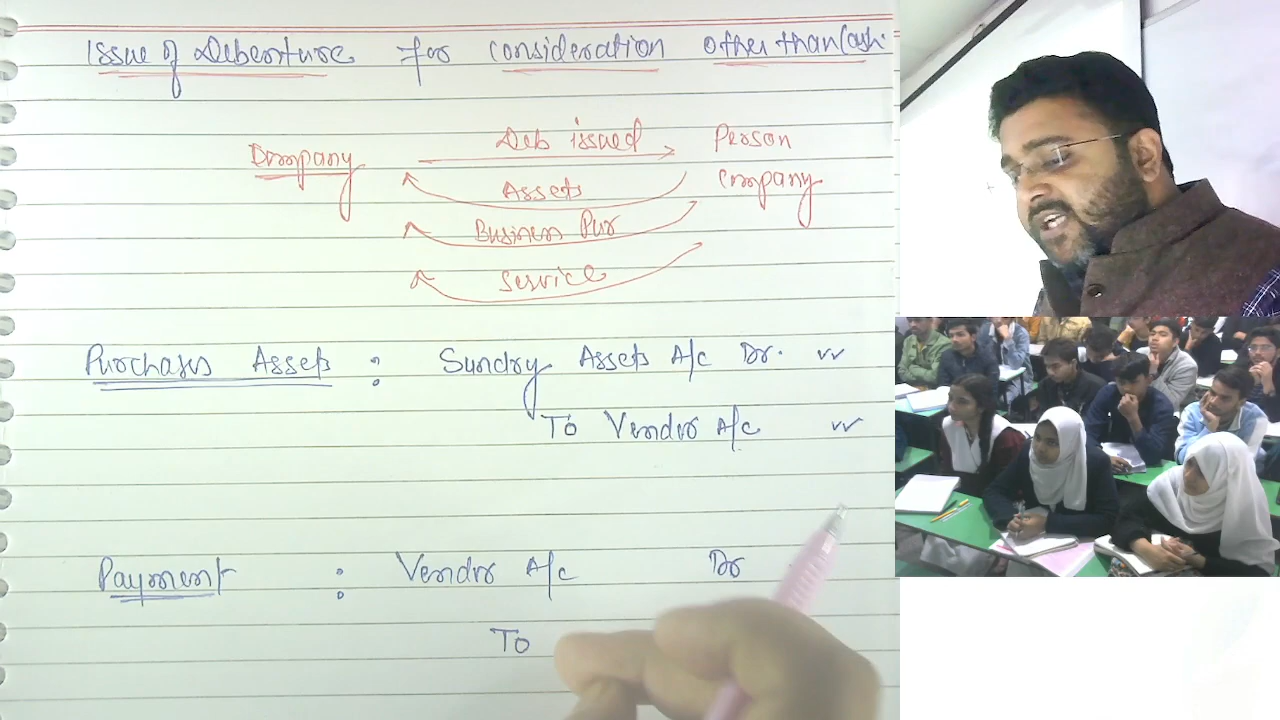 Issue of Debenture for Consideration Other than Cash.
Company Deb issued Person
Assets Company
Business Pur
Service
Purchases Assets : Sundry Assets A/c Dr.
To Vendor A/c
Payment : Vendor A/c Dr
To